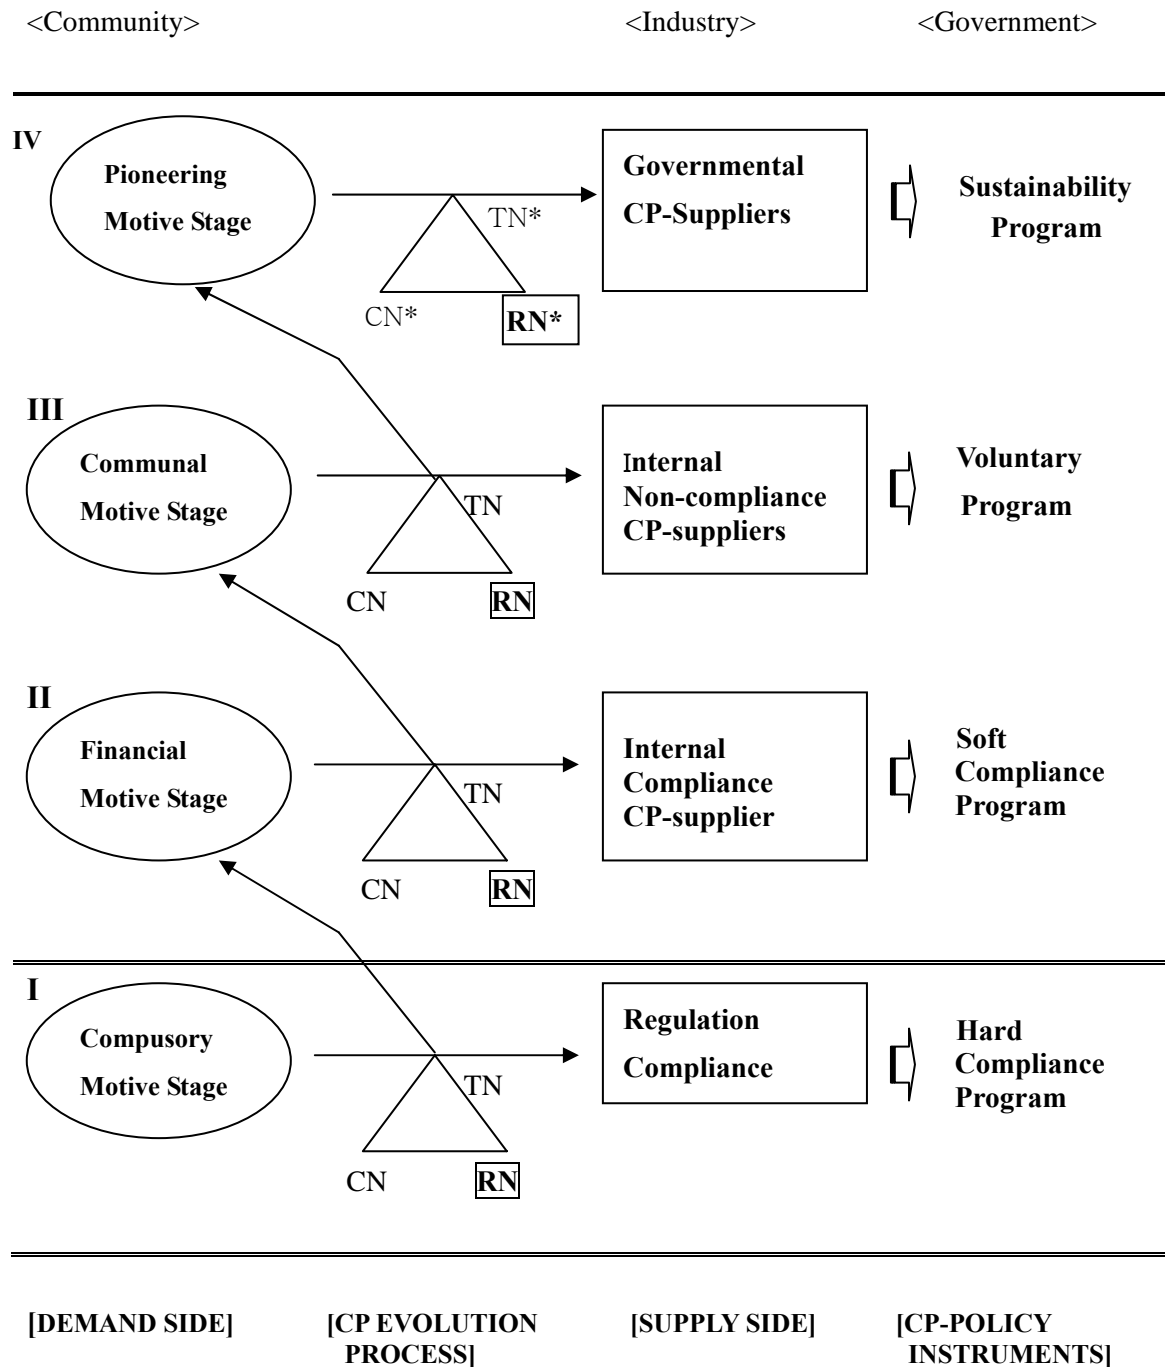 <Community> <Industry> <Government>
IV
Pioneering
Motive Stage
TN*
CN*
RN*
Governmental
CP-Suppliers
Sustainability
Program
III
Communal
Motive Stage
TN
CN
RN
Internal
Non-compliance
CP-suppliers
Voluntary
Program
II
Financial
Motive Stage
TN
CN
RN
Internal
Compliance
CP-supplier
Soft
Compliance
Program
I
Compusory
Motive Stage
TN
CN
RN
Regulation
Compliance
Hard
Compliance
Program
[DEMAND SIDE]
[CP EVOLUTION
PROCESS]
[SUPPLY SIDE]
[CP-POLICY
INSTRUMENTS]